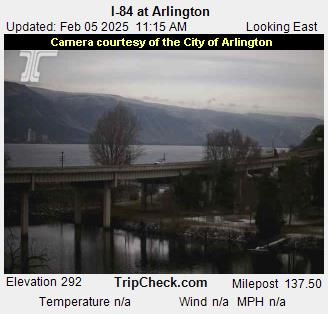 I-84 at Arlington
Updated: Feb 05 2025 11:15 AM Looking East
Camera courtesy of the City of Arlington
Elevation 292 TripCheck.com Milepost 137.50
Temperature n/a Wind n/a MPH n/a